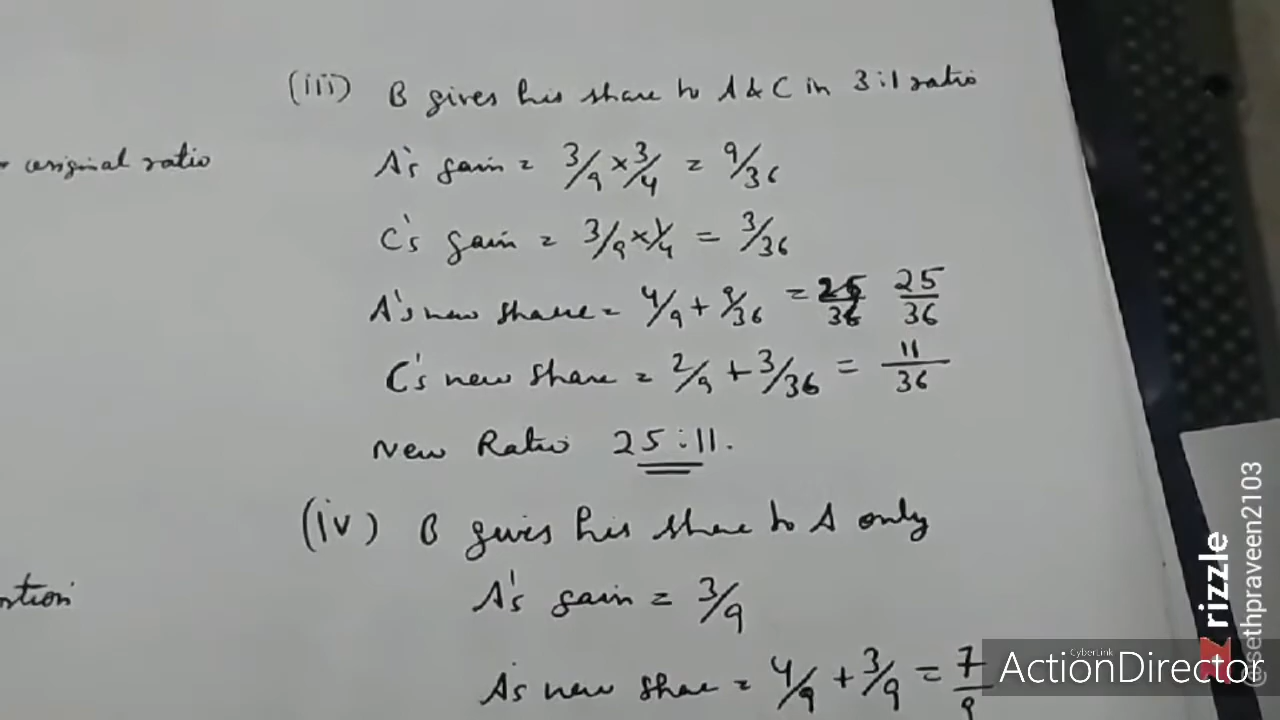 (iii) B gives his share to A & C in 3:1 ratio
original ratio
A's gain = 3/9 × 3/4 = 9/36
C's gain = 3/9 × 1/4 = 3/36
A's new share = 4/9 + 9/36 = 25/36 25/36
C's new share = 2/9 + 3/36 = 11/36
New Ratio 25:11.
(iv) B gives his share to A only
A's gain = 3/9
A's new share = 4/9 + 3/9 = 7/9
CyberLink
ActionDirector
rizzle
@sethpraveen2103